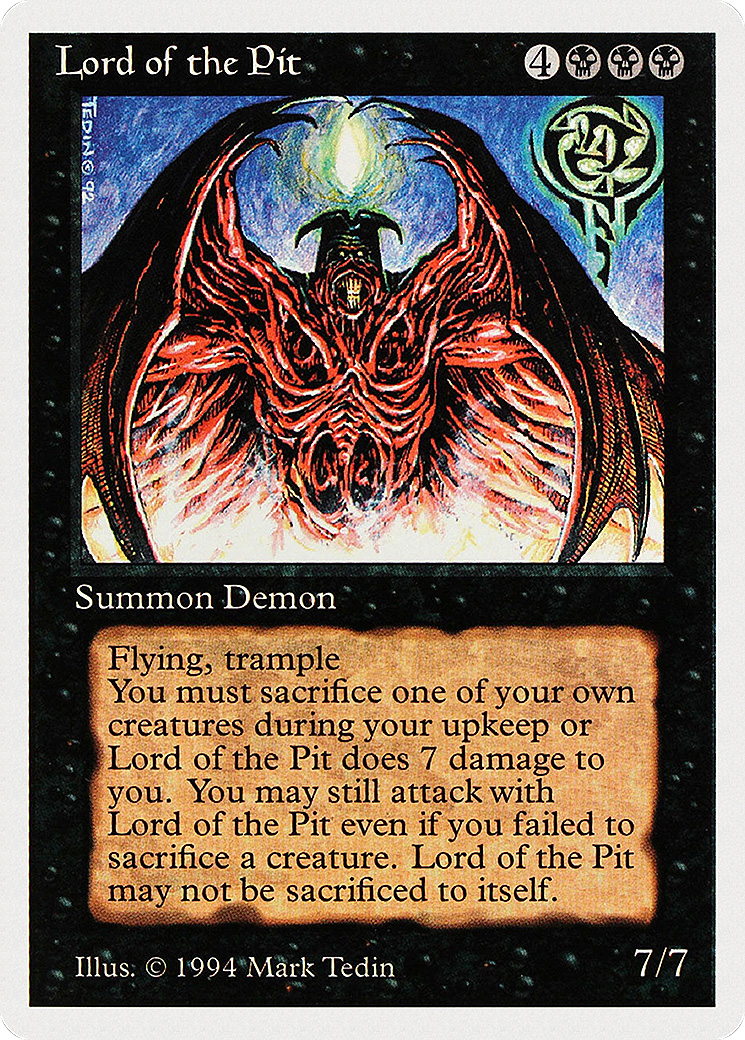 Lord of the Pit 4
TEDIN © 92
Summon Demon
Flying, trample
You must sacrifice one of your own
creatures during your upkeep or
Lord of the Pit does 7 damage to
you. You may still attack with
Lord of the Pit even if you failed to
sacrifice a creature. Lord of the Pit
may not be sacrificed to itself.
Illus. © 1994 Mark Tedin 7/7